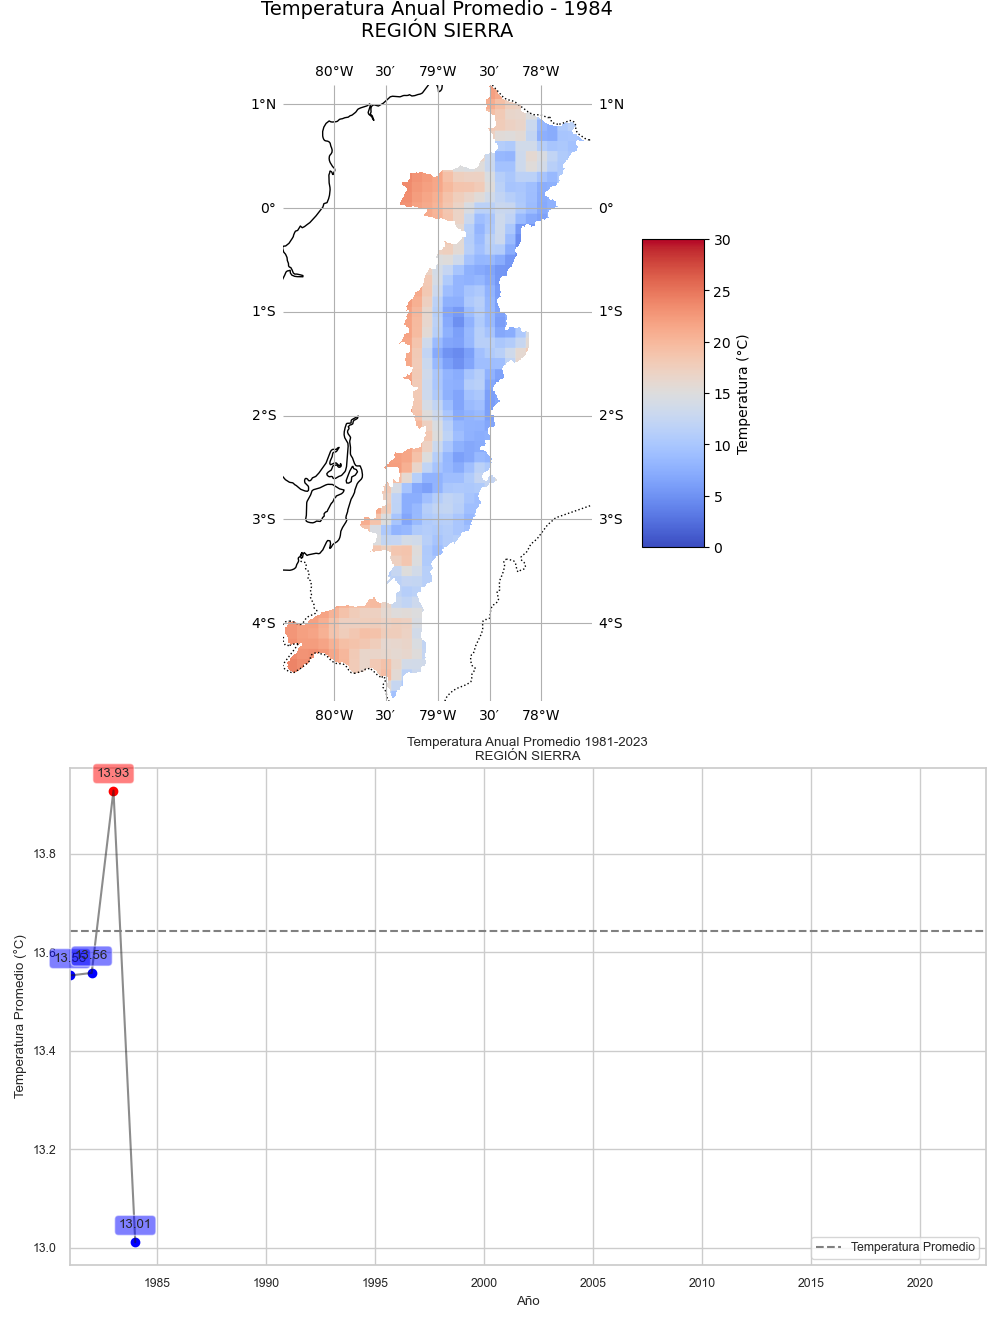 Temperatura Anual Promedio - 1984
REGIÓN SIERRA
80°W 30′ 79°W 30′ 78°W
1°N 1°N
0° 0°
1°S 1°S
2°S 2°S
3°S 3°S
4°S 4°S
80°W 30′ 79°W 30′ 78°W
30
25
20
15
10
5
0
Temperatura (°C)
Temperatura Anual Promedio 1981-2023
REGIÓN SIERRA
13.93
13.8
13.6
13.56
13.4
13.2
13.01
13.0
Temperatura Promedio (°C)
Temperatura Promedio
1985 1990 1995 2000 2005 2010 2015 2020
Año